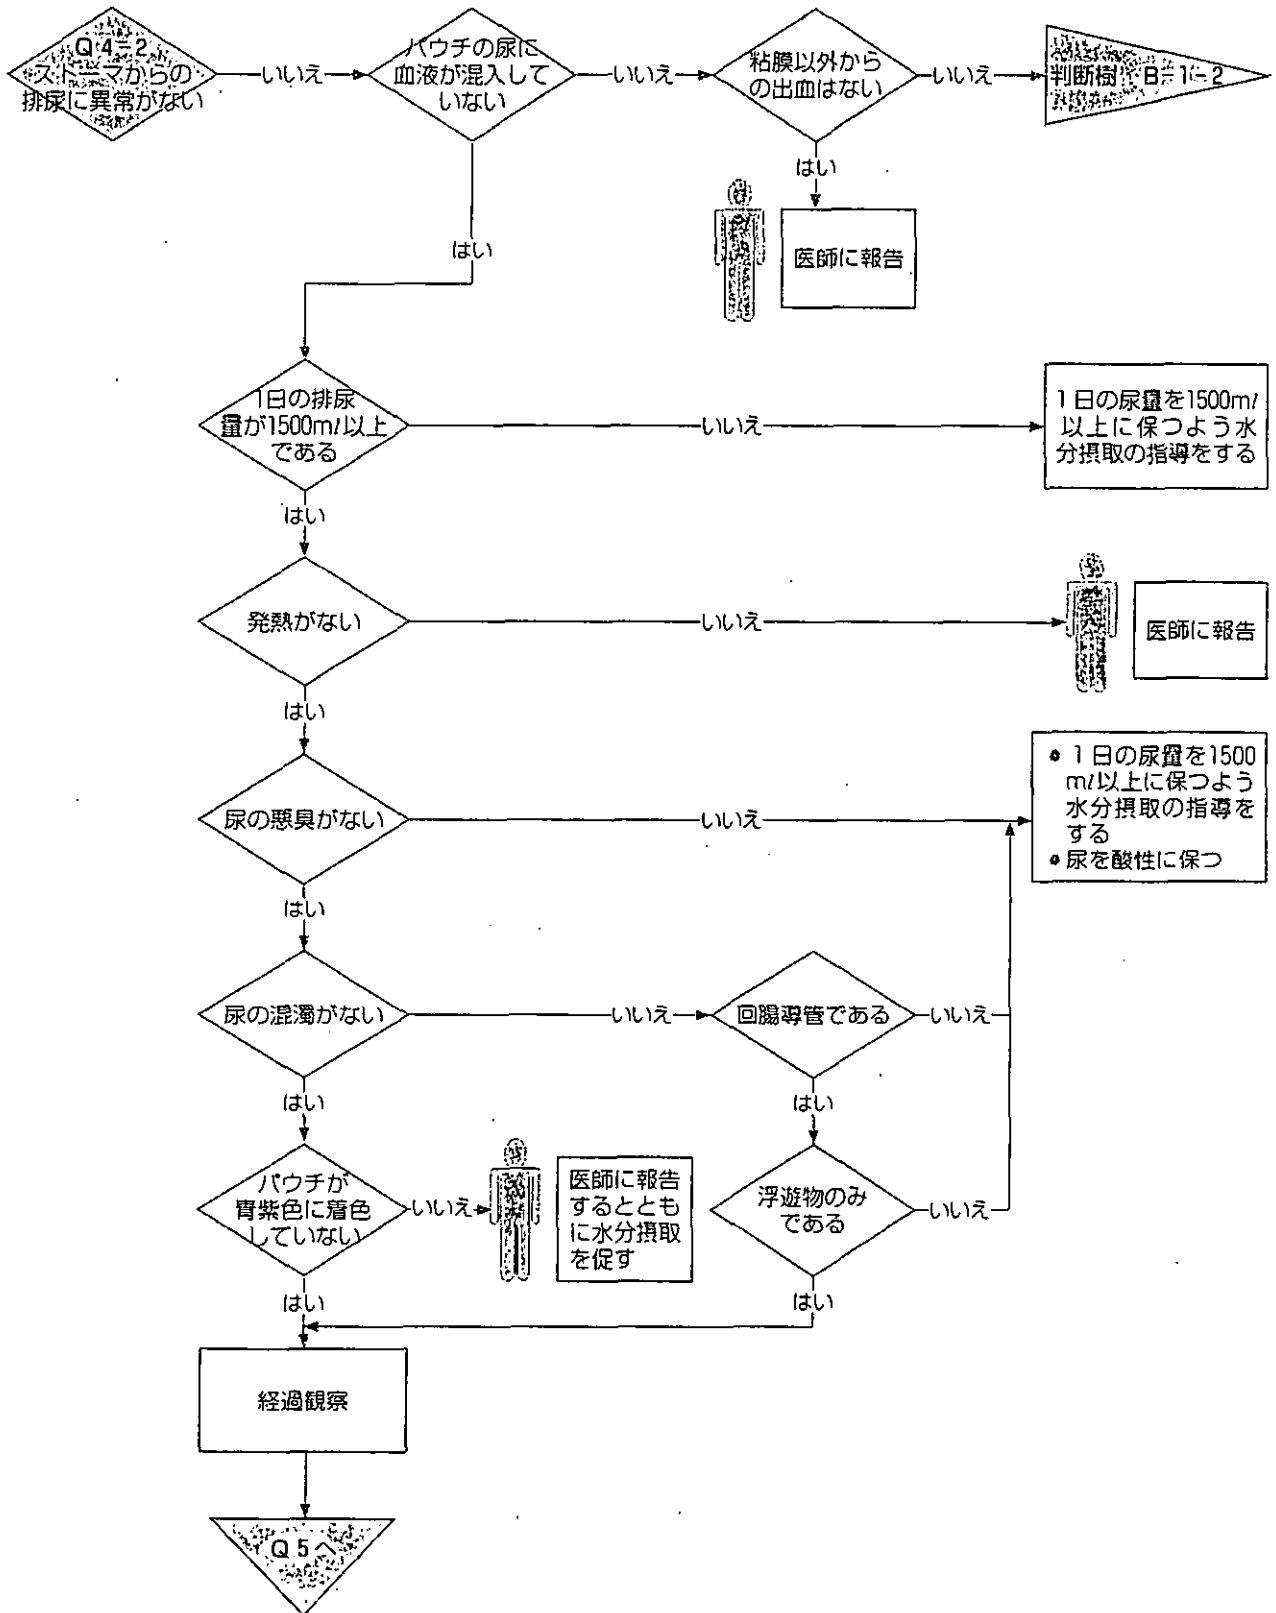 Q4-2
ストーマからの
排尿に異常がない
いいえ
パウチの尿に
血液が混入して
いない
いいえ
粘膜以外から
の出血はない
いいえ
判断樹 B-1-2
はい
医師に報告
はい
1日の排尿
量が1500ml以上
である
いいえ
1日の尿量を1500ml
以上に保つよう水
分摂取の指導をする
はい
発熱がない
いいえ
医師に報告
はい
尿の悪臭がない
いいえ
• 1日の尿量を1500
ml以上に保つよう
水分摂取の指導を
する
• 尿を酸性に保つ
はい
尿の混濁がない
いいえ
回腸導管である
いいえ
はい
はい
パウチが
青紫色に着色
していない
いいえ
医師に報告
するととも
に水分摂取
を促す
浮遊物のみ
である
いいえ
はい
はい
経過観察
Q5へ